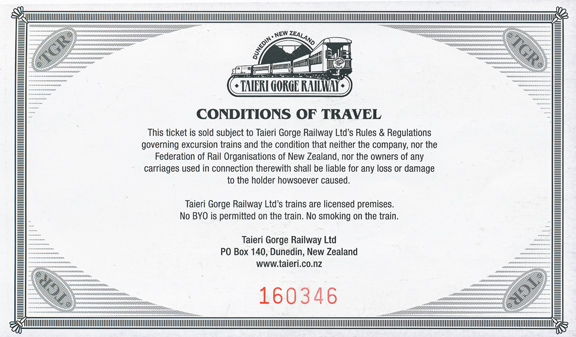 TGR
TGR
DUNEDIN • NEW ZEALAND
• TAIERI GORGE RAILWAY •
CONDITIONS OF TRAVEL
This ticket is sold subject to Taieri Gorge Railway Ltd's Rules & Regulations
governing excursion trains and the condition that neither the company, nor the
Federation of Rail Organisations of New Zealand, nor the owners of any
carriages used in connection therewith shall be liable for any loss or damage
to the holder howsoever caused.
Taieri Gorge Railway Ltd's trains are licensed premises.
No BYO is permitted on the train. No smoking on the train.
Taieri Gorge Railway Ltd
PO Box 140, Dunedin, New Zealand
www.taieri.co.nz
160346
TGR
TGR